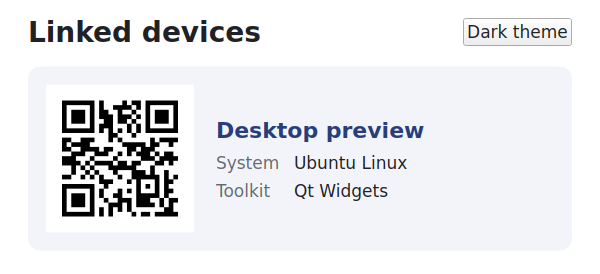 Linked devices
Dark theme
Desktop preview
System Ubuntu Linux
Toolkit Qt Widgets